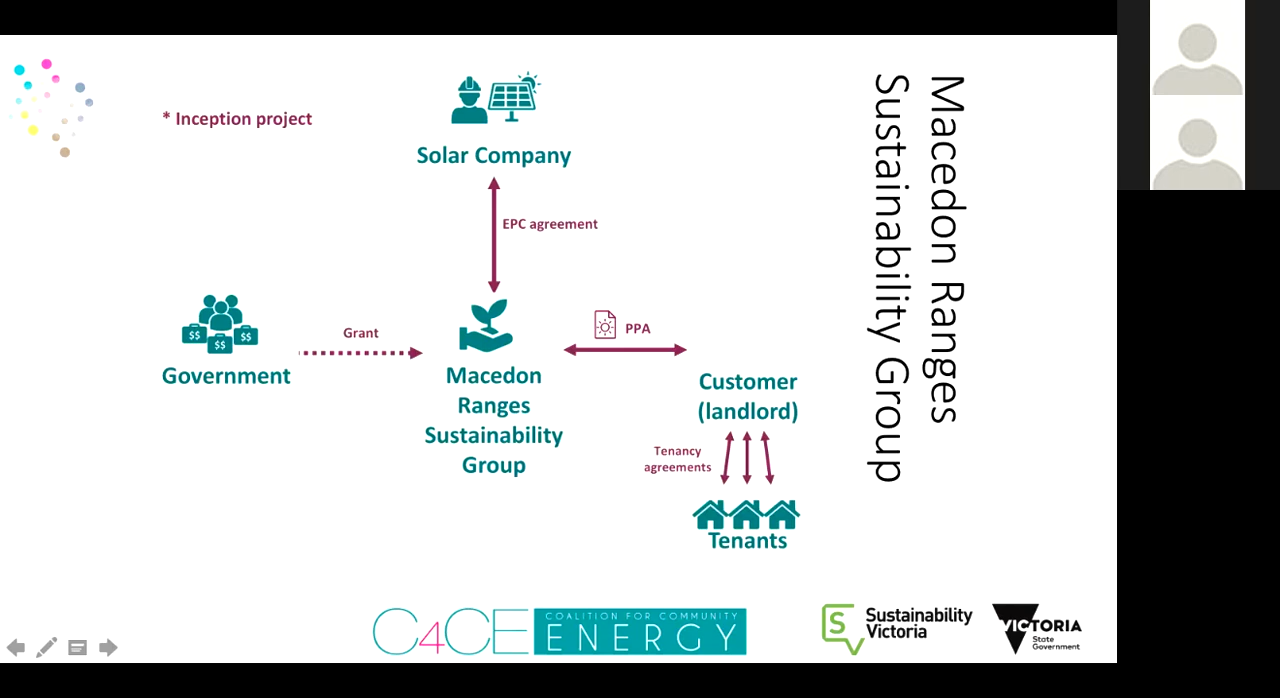 * Inception project
Solar Company
EPC agreement
Government
Grant
Macedon
Ranges
Sustainability
Group
PPA
Customer
(landlord)
Tenancy
agreements
Tenants
$$
$$
$$
Macedon Ranges
Sustainability Group
C4CE
COALITION FOR COMMUNITY
ENERGY
S
Sustainability
Victoria
VICTORIA
State
Government